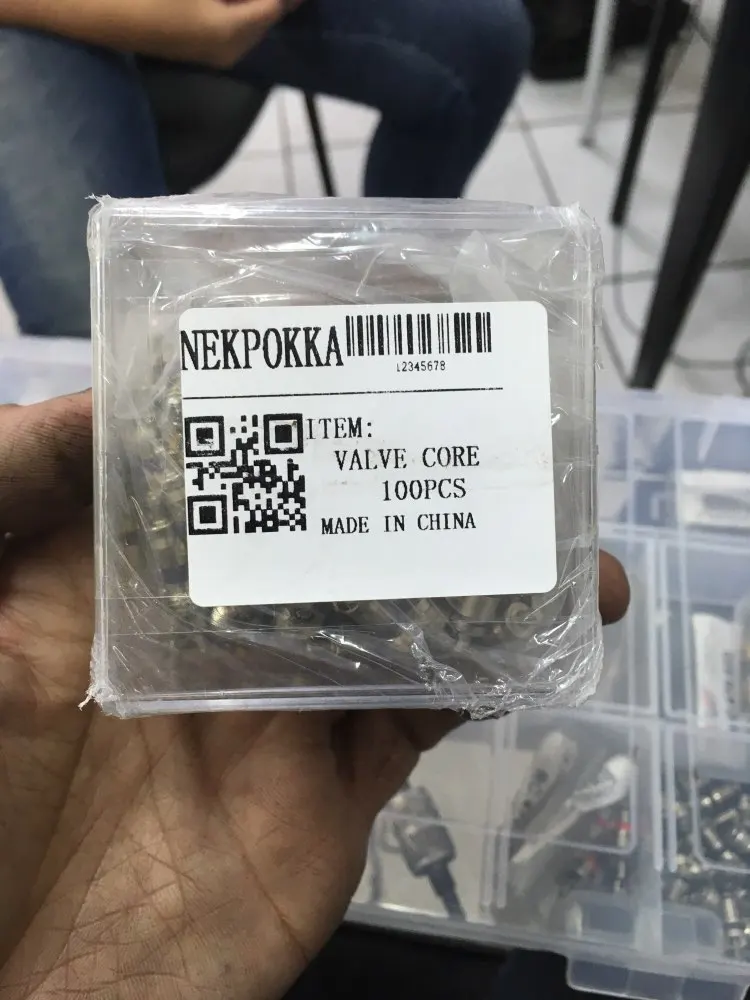 NEKPOKKA
12345678
ITEM:
VALVE CORE
100PCS
MADE IN CHINA